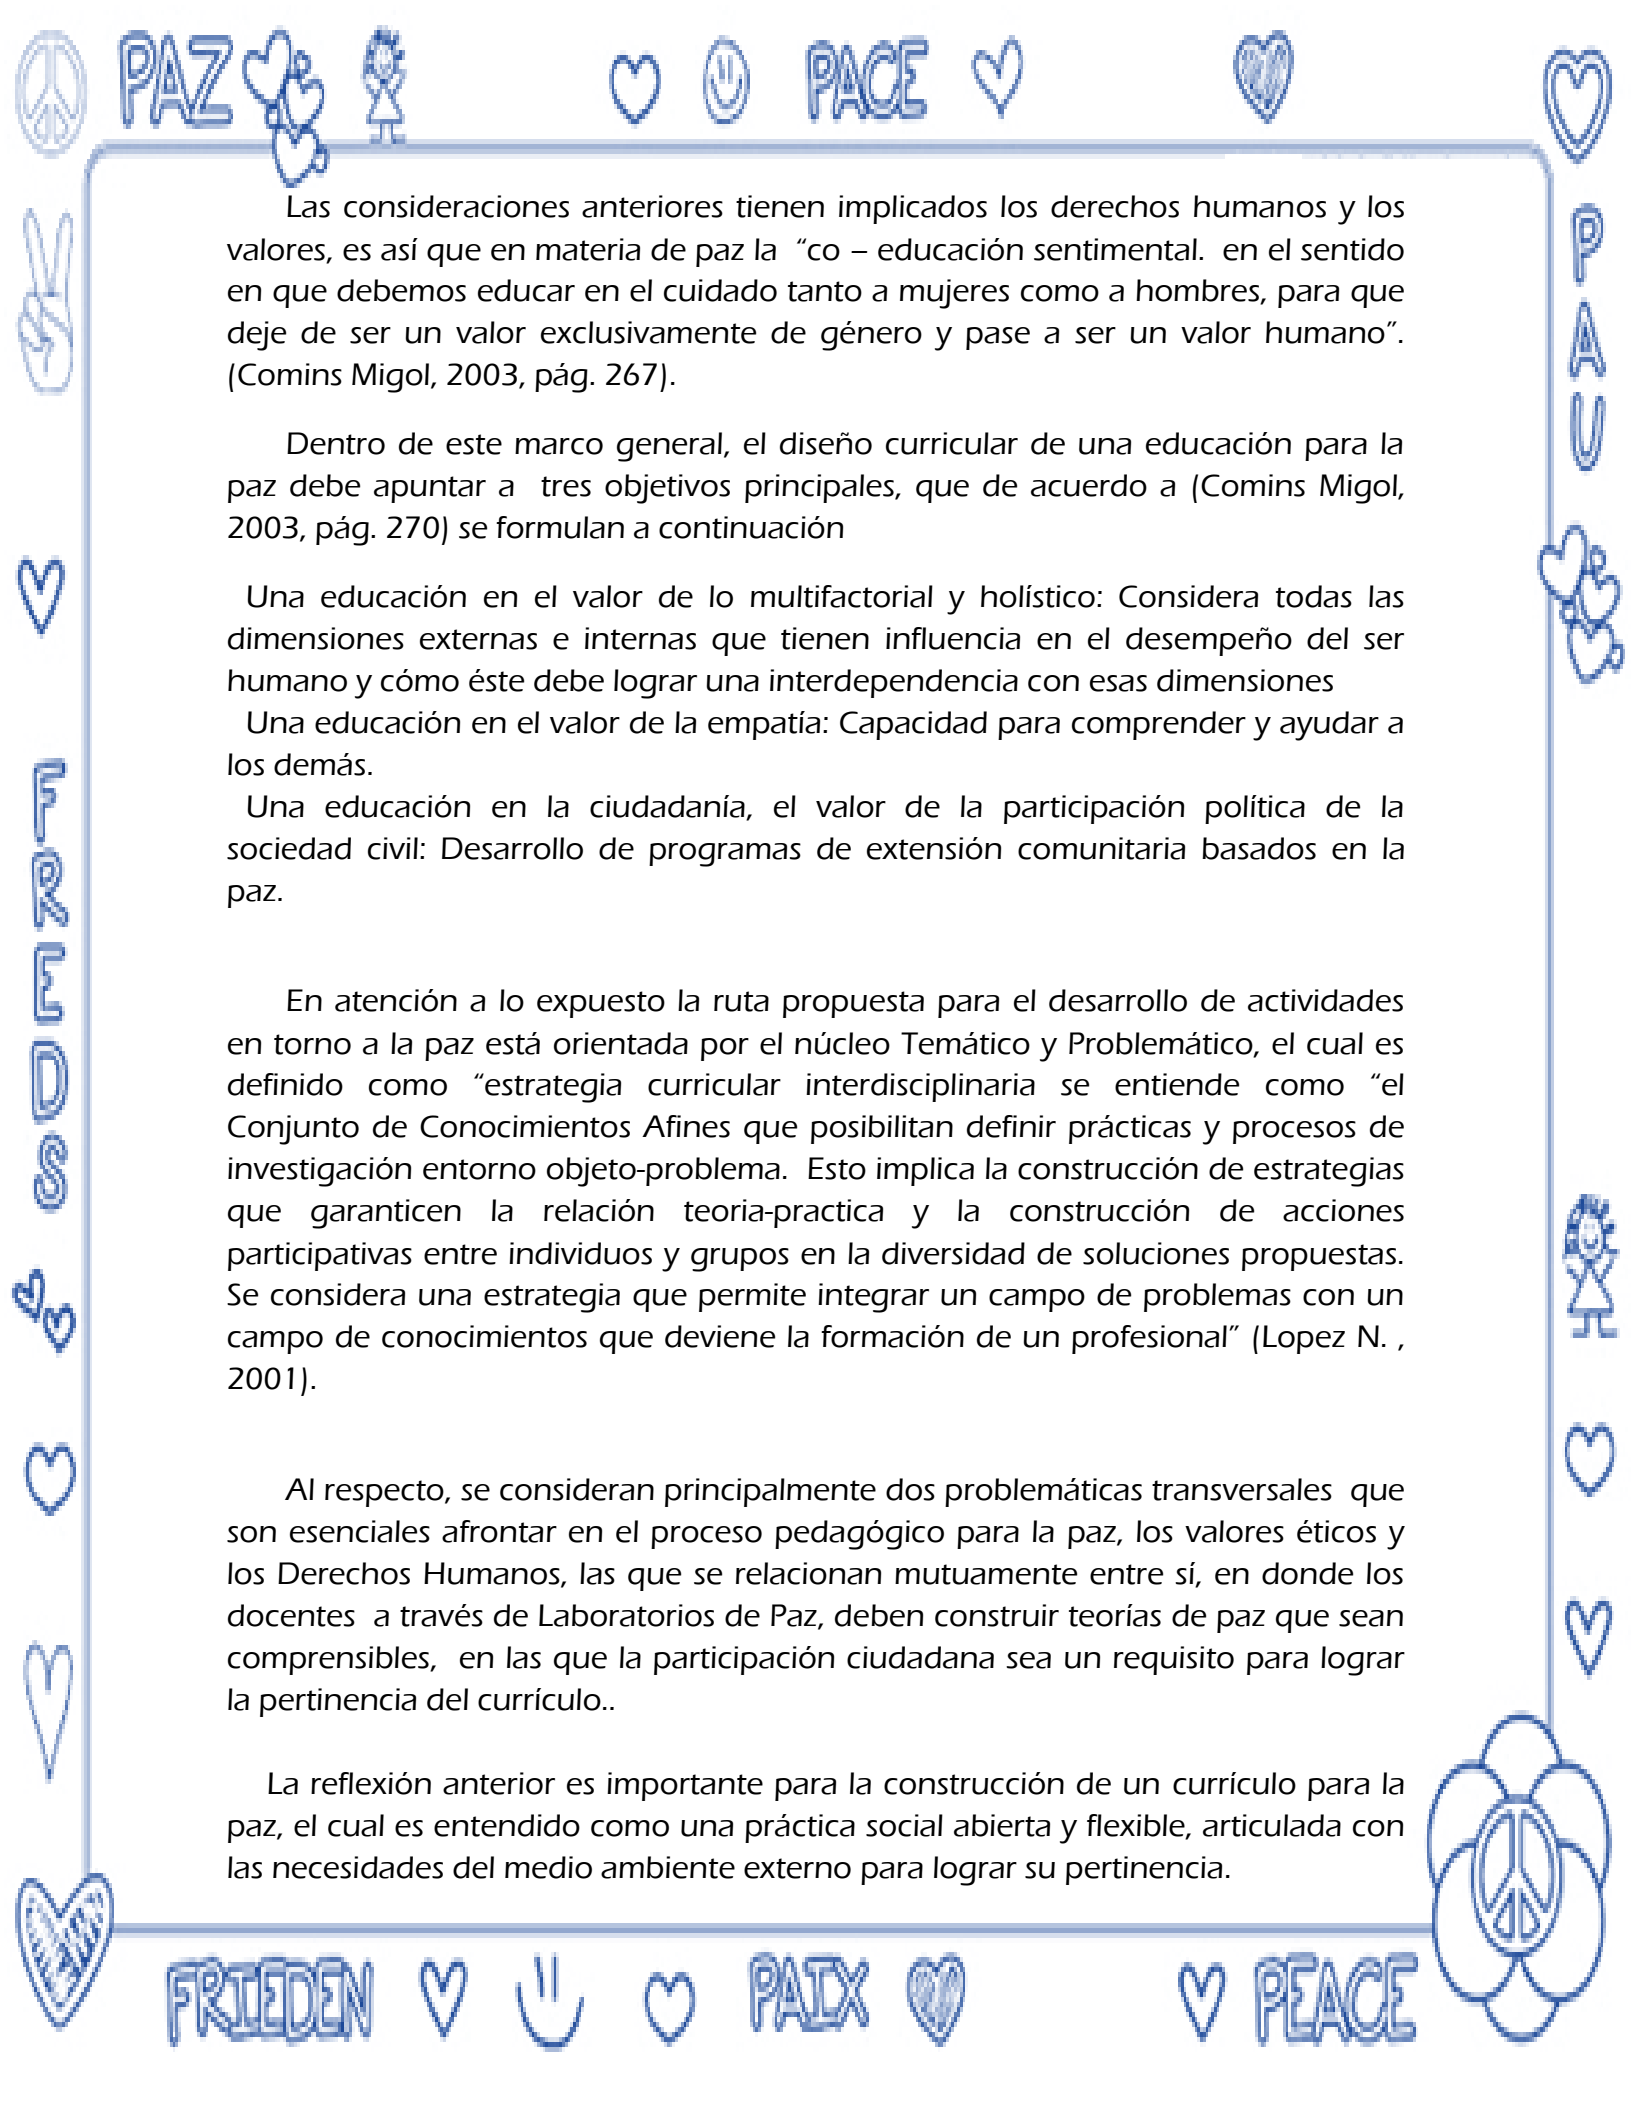 PAZ PACE
Las consideraciones anteriores tienen implicados los derechos humanos y los
valores, es así que en materia de paz la “co – educación sentimental. en el sentido
en que debemos educar en el cuidado tanto a mujeres como a hombres, para que
deje de ser un valor exclusivamente de género y pase a ser un valor humano”.
(Comins Migol, 2003, pág. 267).
Dentro de este marco general, el diseño curricular de una educación para la
paz debe apuntar a tres objetivos principales, que de acuerdo a (Comins Migol,
2003, pág. 270) se formulan a continuación
Una educación en el valor de lo multifactorial y holístico: Considera todas las
dimensiones externas e internas que tienen influencia en el desempeño del ser
humano y cómo éste debe lograr una interdependencia con esas dimensiones
Una educación en el valor de la empatía: Capacidad para comprender y ayudar a
los demás.
Una educación en la ciudadanía, el valor de la participación política de la
sociedad civil: Desarrollo de programas de extensión comunitaria basados en la
paz.
En atención a lo expuesto la ruta propuesta para el desarrollo de actividades
en torno a la paz está orientada por el núcleo Temático y Problemático, el cual es
definido como “estrategia curricular interdisciplinaria se entiende como “el
Conjunto de Conocimientos Afines que posibilitan definir prácticas y procesos de
investigación entorno objeto-problema. Esto implica la construcción de estrategias
que garanticen la relación teoria-practica y la construcción de acciones
participativas entre individuos y grupos en la diversidad de soluciones propuestas.
Se considera una estrategia que permite integrar un campo de problemas con un
campo de conocimientos que deviene la formación de un profesional” (Lopez N. ,
2001).
Al respecto, se consideran principalmente dos problemáticas transversales que
son esenciales afrontar en el proceso pedagógico para la paz, los valores éticos y
los Derechos Humanos, las que se relacionan mutuamente entre sí, en donde los
docentes a través de Laboratorios de Paz, deben construir teorías de paz que sean
comprensibles, en las que la participación ciudadana sea un requisito para lograr
la pertinencia del currículo..
La reflexión anterior es importante para la construcción de un currículo para la
paz, el cual es entendido como una práctica social abierta y flexible, articulada con
las necesidades del medio ambiente externo para lograr su pertinencia.
FREDS
PAU
FRIEDEN PAIX PEACE